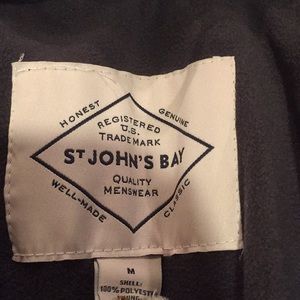 HONEST
GENUINE
REGISTERED
U.S.
TRADEMARK
ST JOHN'S BAY
QUALITY
MENSWEAR
WELL-MADE
CLASSIC
M
SHELL:
100% POLYESTER